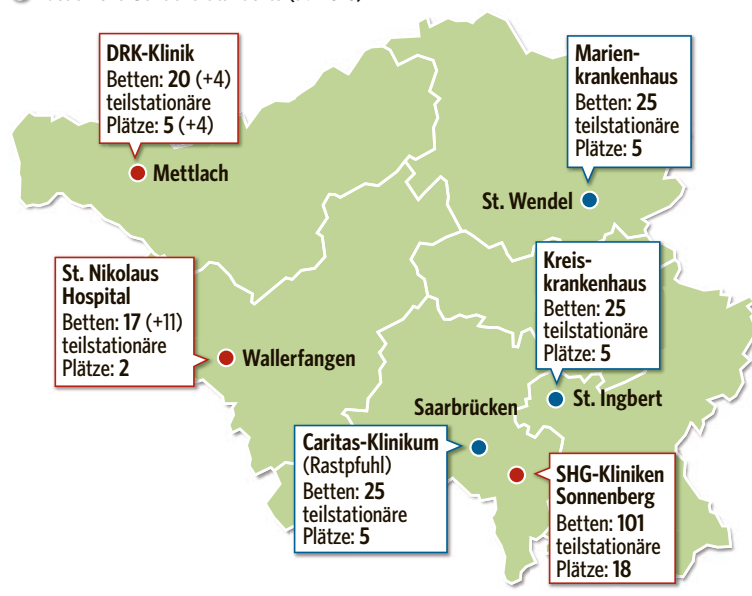 DRK-Klinik
Betten: 20 (+4)
teilstationäre
Plätze: 5 (+4)
Mettlach
Marien-
krankenhaus
Betten: 25
teilstationäre
Plätze: 5
St. Wendel
St. Nikolaus
Hospital
Betten: 17 (+11)
teilstationäre
Plätze: 2
Wallerfangen
Kreis-
krankenhaus
Betten: 25
teilstationäre
Plätze: 5
St. Ingbert
Saarbrücken
Caritas-Klinikum
(Rastpfuhl)
Betten: 25
teilstationäre
Plätze: 5
SHG-Kliniken
Sonnenberg
Betten: 101
teilstationäre
Plätze: 18